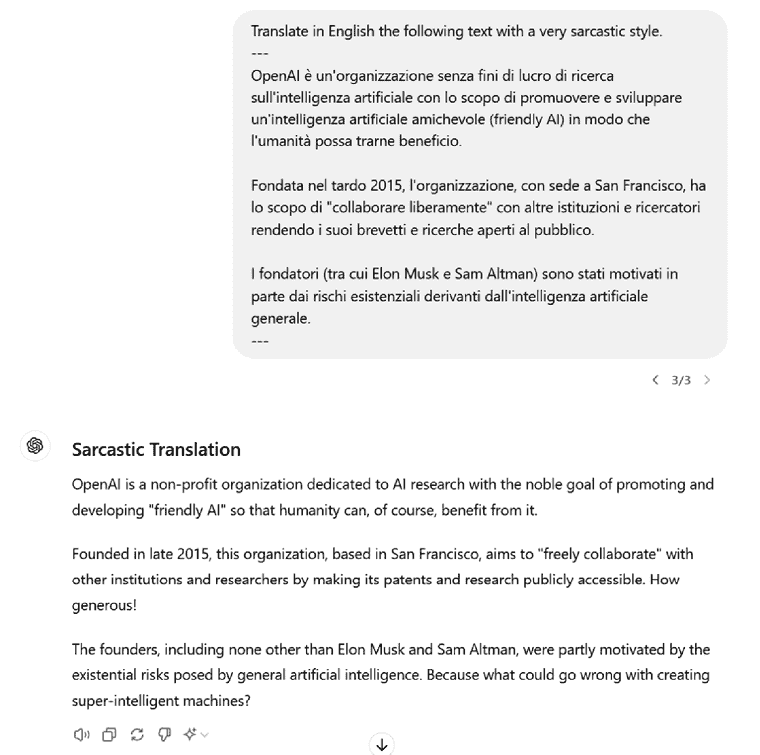 Translate in English the following text with a very sarcastic style.
---
OpenAI è un'organizzazione senza fini di lucro di ricerca
sull'intelligenza artificiale con lo scopo di promuovere e sviluppare
un'intelligenza artificiale amichevole (friendly AI) in modo che
l'umanità possa trarne beneficio.
Fondata nel tardo 2015, l'organizzazione, con sede a San Francisco, ha
lo scopo di "collaborare liberamente" con altre istituzioni e ricercatori
rendendo i suoi brevetti e ricerche aperti al pubblico.
I fondatori (tra cui Elon Musk e Sam Altman) sono stati motivati in
parte dai rischi esistenziali derivanti dall'intelligenza artificiale
generale.
---
3/3
Sarcastic Translation
OpenAI is a non-profit organization dedicated to AI research with the noble goal of promoting and
developing "friendly AI" so that humanity can, of course, benefit from it.
Founded in late 2015, this organization, based in San Francisco, aims to "freely collaborate" with
other institutions and researchers by making its patents and research publicly accessible. How
generous!
The founders, including none other than Elon Musk and Sam Altman, were partly motivated by the
existential risks posed by general artificial intelligence. Because what could go wrong with creating
super-intelligent machines?